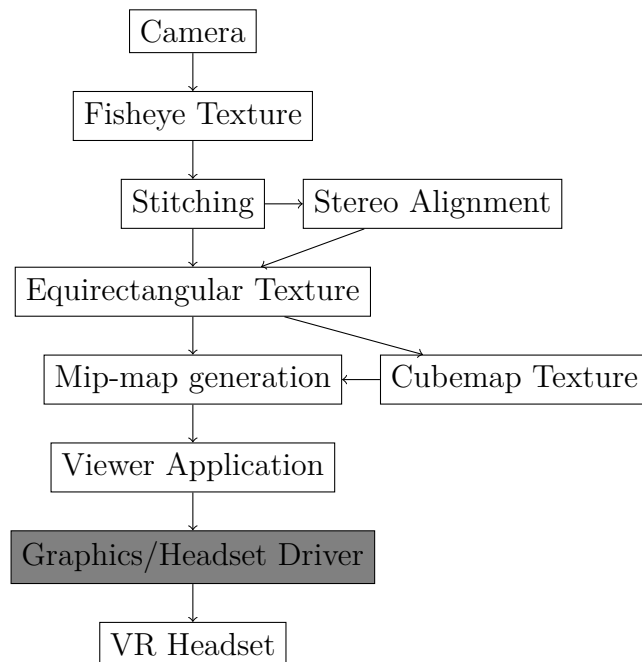 Camera
Fisheye Texture
Stitching
Stereo Alignment
Equirectangular Texture
Mip-map generation
Cubemap Texture
Viewer Application
Graphics/Headset Driver
VR Headset